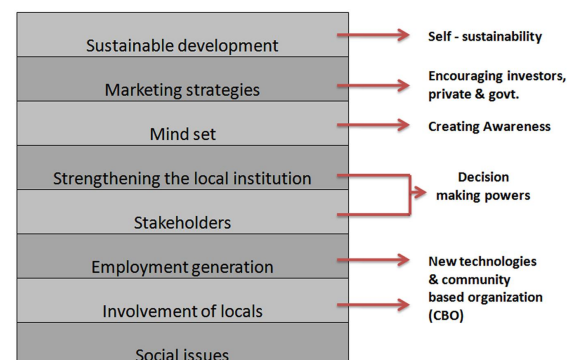 Sustainable development
Self - sustainability
Marketing strategies
Encouraging investors,
private & govt.
Mind set
Creating Awareness
Strengthening the local institution
Stakeholders
Decision
making powers
Employment generation
Involvement of locals
New technologies
& community
based organization
(CBO)
Social issues